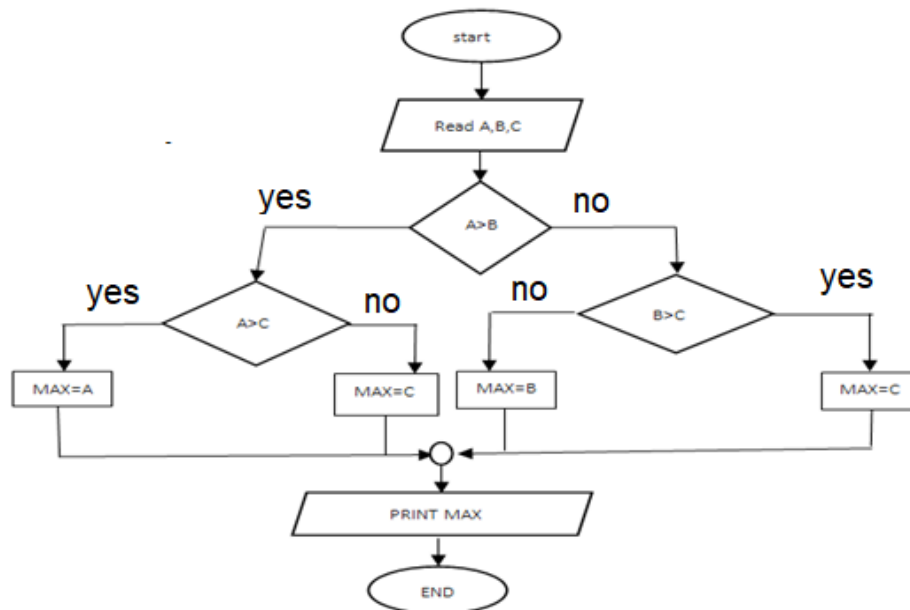 start
Read A,B,C
yes
A>B
no
yes
A>C
no
no
B>C
yes
MAX=A
MAX=C
MAX=B
MAX=C
PRINT MAX
END